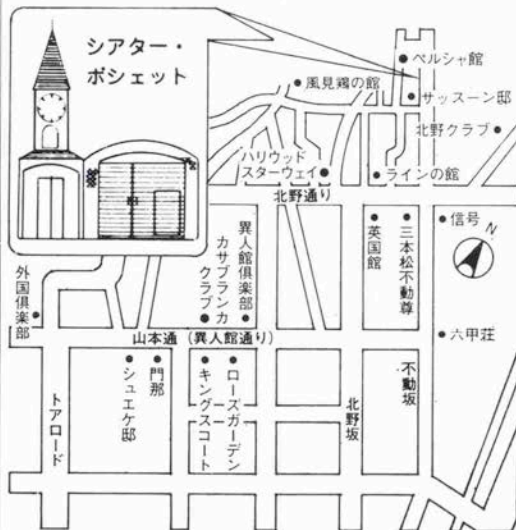 シアター・
ポシェット
ペルシャ館
風見鶏の館
サッスーン邸
北野クラブ
ハリウッド
スターウェイ
ラインの館
北野通り
信号
N
三本松不動尊
英国館
異人館倶楽部
カサブランカ
クラブ
外国倶楽部
山本通(異人館通り)
六甲荘
不動坂
北野坂
ローズガーデン
キングスコート
門那
シュエケ邸
トアロード